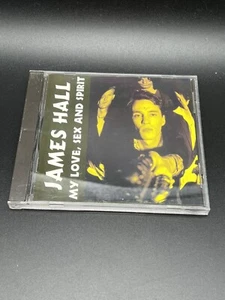 JAMES HALL
MY LOVE, SEX AND SPIRIT